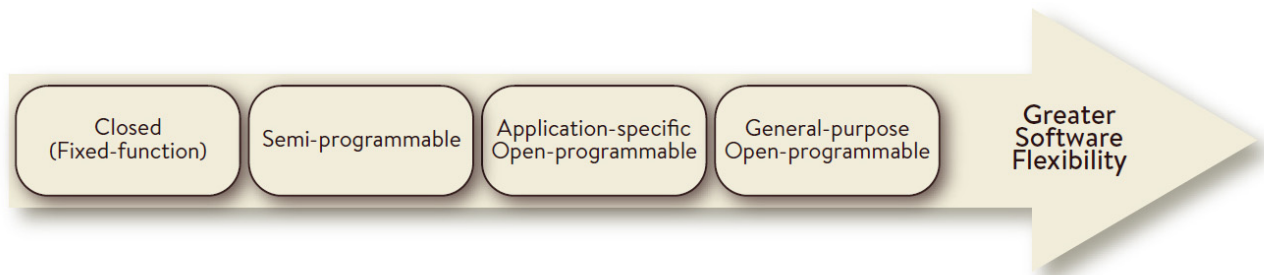 Closed
(Fixed-function)
Semi-programmable
Application-specific
Open-programmable
General-purpose
Open-programmable
Greater
Software
Flexibility